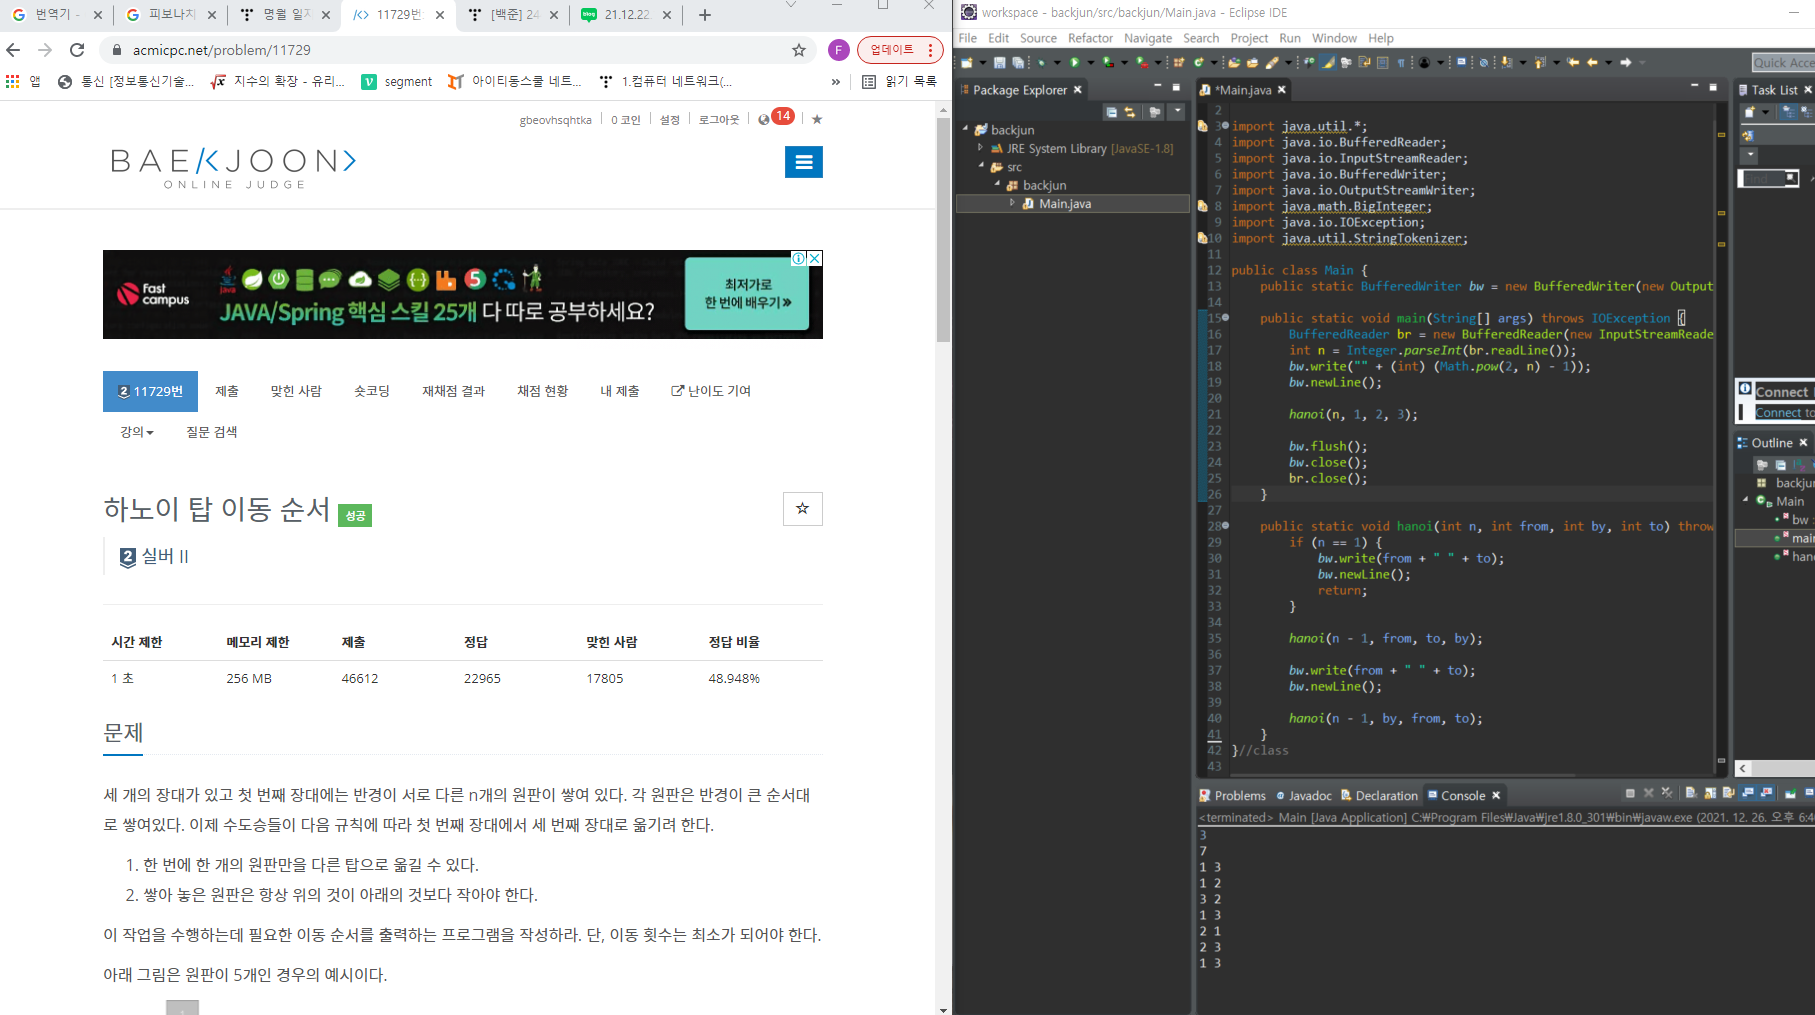 번역기 -
피보나치
명월 일지
11729번
[백준] 24
21.12.22
acmicpc.net/problem/11729
F
업데이트
앱
통신 [정보통신기술...
지수의 확장 - 유리...
segment
아이티동스쿨 네트...
1.컴퓨터 네트워크(...
»
읽기 목록
gbeovhsqhtka
0 코인
설정
로그아웃
14
BAE/<JOON>
ONLINE JUDGE
Fast campus
JAVA/Spring 핵심 스킬 25개 다 따로 공부하세요?
최저가로
한 번에 배우기 »
2 11729번
제출
맞힌 사람
숏코딩
재채점 결과
채점 현황
내 제출
난이도 기여
강의
질문 검색
하노이 탑 이동 순서 성공
2 실버 II
시간 제한 메모리 제한 제출 정답 맞힌 사람 정답 비율
1 초 256 MB 46612 22965 17805 48.948%
문제
세 개의 장대가 있고 첫 번째 장대에는 반경이 서로 다른 n개의 원판이 쌓여 있다. 각 원판은 반경이 큰 순서대
로 쌓여있다. 이제 수도승들이 다음 규칙에 따라 첫 번째 장대에서 세 번째 장대로 옮기려 한다.
1. 한 번에 한 개의 원판만을 다른 탑으로 옮길 수 있다.
2. 쌓아 놓은 원판은 항상 위의 것이 아래의 것보다 작아야 한다.
이 작업을 수행하는데 필요한 이동 순서를 출력하는 프로그램을 작성하라. 단, 이동 횟수는 최소가 되어야 한다.
아래 그림은 원판이 5개인 경우의 예시이다.
workspace - backjun/src/backjun/Main.java - Eclipse IDE
File Edit Source Refactor Navigate Search Project Run Window Help
Quick Acce
Package Explorer
backjun
JRE System Library [JavaSE-1.8]
src
backjun
Main.java
*Main.java
2
3 import java.util.*;
4 import java.io.BufferedReader;
5 import java.io.InputStreamReader;
6 import java.io.BufferedWriter;
7 import java.io.OutputStreamWriter;
8 import java.math.BigInteger;
9 import java.io.IOException;
10 import java.util.StringTokenizer;
11
12 public class Main {
13 public static BufferedWriter bw = new BufferedWriter(new Output
14
15 public static void main(String[] args) throws IOException {
16 BufferedReader br = new BufferedReader(new InputStreamReade
17 int n = Integer.parseInt(br.readLine());
18 bw.write("" + (int) (Math.pow(2, n) - 1));
19 bw.newLine();
20
21 hanoi(n, 1, 2, 3);
22
23 bw.flush();
24 bw.close();
25 br.close();
26 }
27
28 public static void hanoi(int n, int from, int by, int to) throw
29 if (n == 1) {
30 bw.write(from + " " + to);
31 bw.newLine();
32 return;
33 }
34
35 hanoi(n - 1, from, to, by);
36
37 bw.write(from + " " + to);
38 bw.newLine();
39
40 hanoi(n - 1, by, from, to);
41 }
42 }//class
43
Task List
Find
Connect
Connect to
Outline
backjun
Main
bw :
main
hano
Problems
Javadoc
Declaration
Console
<terminated> Main [Java Application] C:₩Program Files₩Java₩jre1.8.0_301₩bin₩javaw.exe (2021. 12. 26. 오후 6:4
3
7
1 3
1 2
3 2
1 3
2 1
2 3
1 3